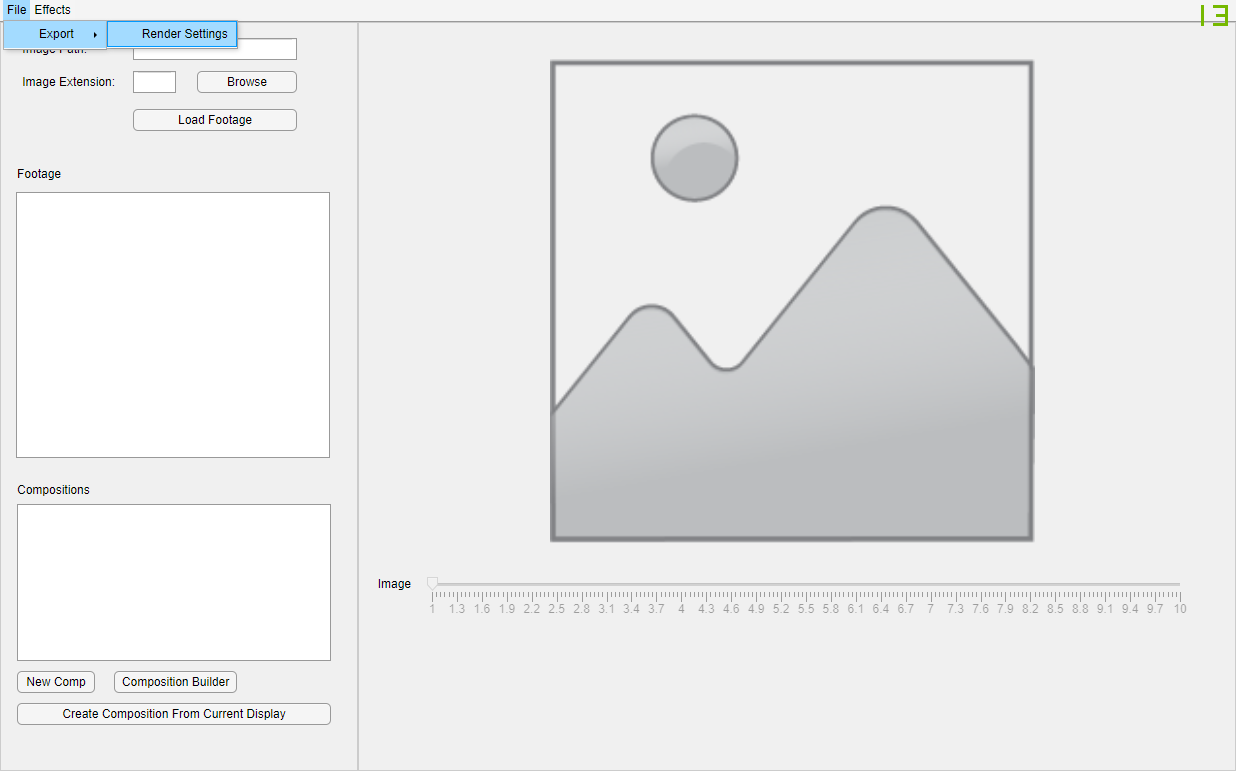 File Effects
13
Export Render Settings
Image Path:
Image Extension: Browse
Load Footage
Footage
Compositions
Image
1 1.3 1.6 1.9 2.2 2.5 2.8 3.1 3.4 3.7 4 4.3 4.6 4.9 5.2 5.5 5.8 6.1 6.4 6.7 7 7.3 7.6 7.9 8.2 8.5 8.8 9.1 9.4 9.7 10
New Comp Composition Builder
Create Composition From Current Display